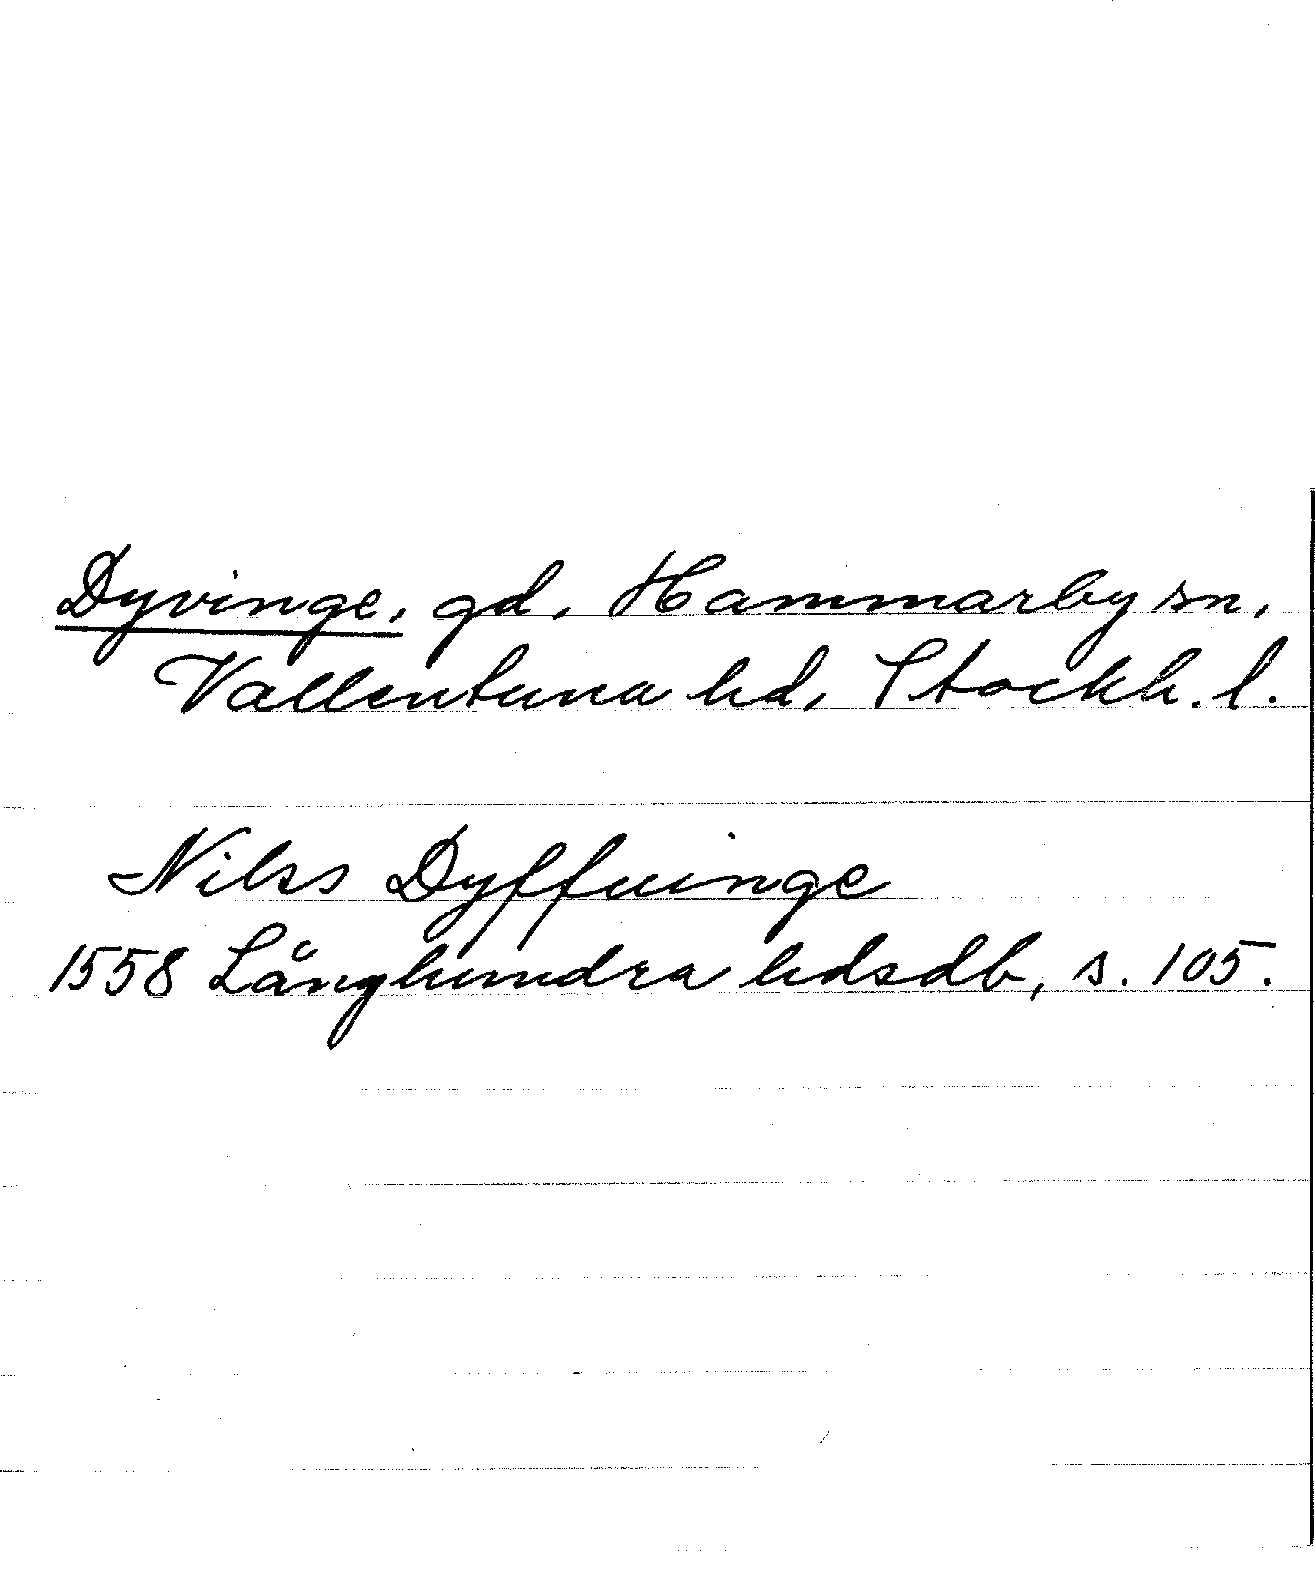 Dyvinge, gd, Hammarby sn,
Vallentuna hd, Stockh. l.
Nilss Dyffuinge
1558 Långhundra hdsdb, s. 105.